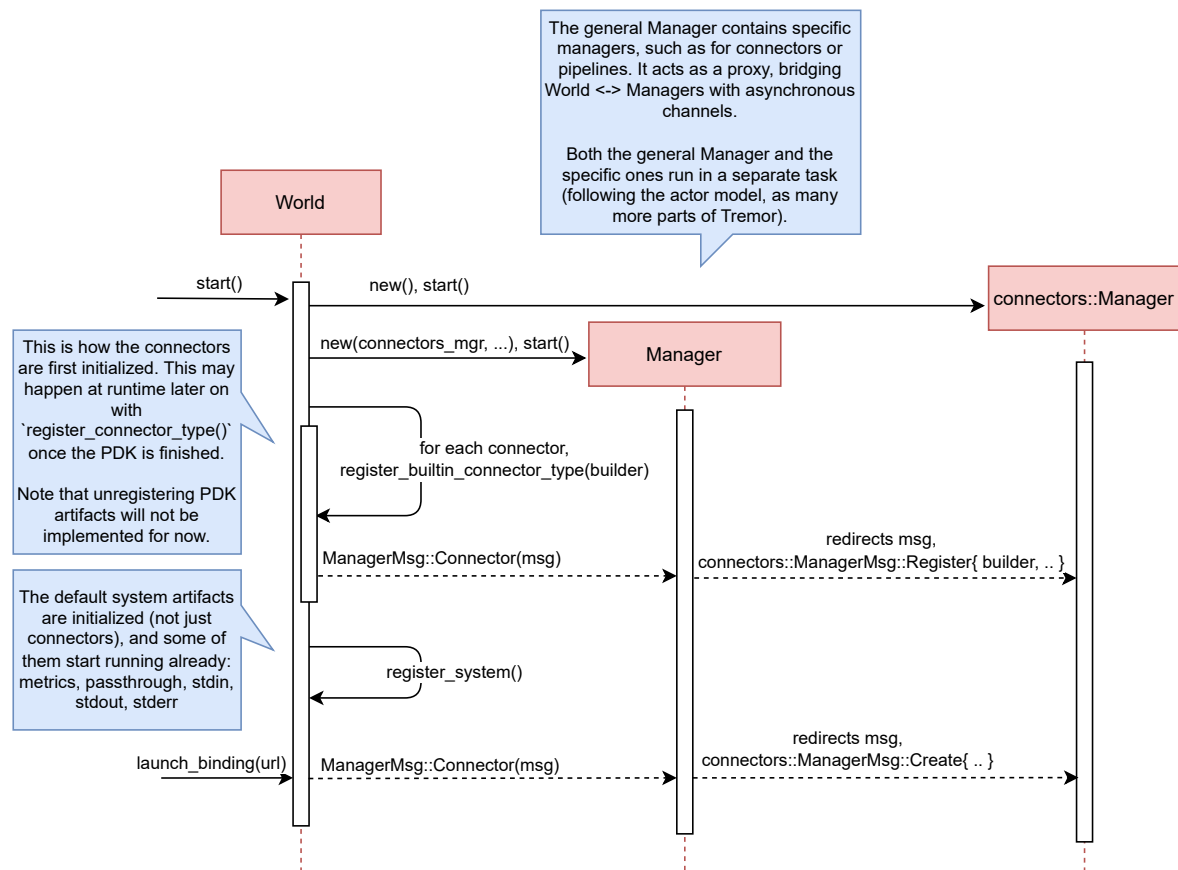 The general Manager contains specific
managers, such as for connectors or
pipelines. It acts as a proxy, bridging
World <-> Managers with asynchronous
channels.
Both the general Manager and the
specific ones run in a separate task
(following the actor model, as many
more parts of Tremor).
World
start()
new(), start()
connectors::Manager
This is how the connectors
are first initialized. This may
happen at runtime later on
with
`register_connector_type()`
once the PDK is finished.
Note that unregistering PDK
artifacts will not be
implemented for now.
new(connectors_mgr, ...), start()
Manager
for each connector,
register_builtin_connector_type(builder)
ManagerMsg::Connector(msg)
redirects msg,
connectors::ManagerMsg::Register{ builder, .. }
The default system artifacts
are initialized (not just
connectors), and some of
them start running already:
metrics, passthrough, stdin,
stdout, stderr
register_system()
launch_binding(url)
ManagerMsg::Connector(msg)
redirects msg,
connectors::ManagerMsg::Create{ .. }